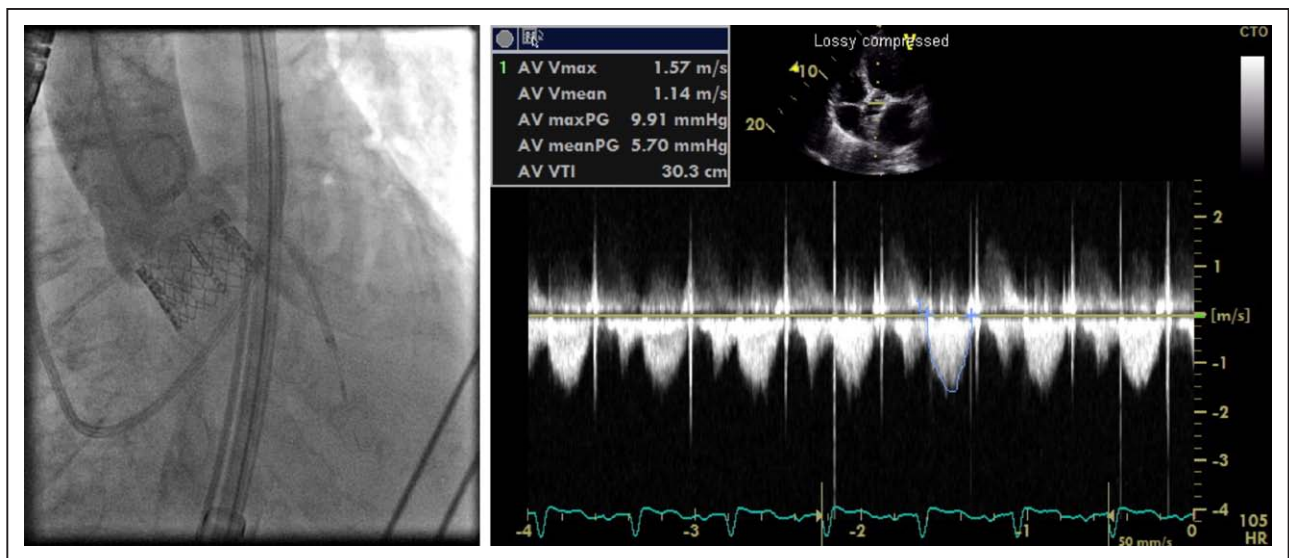 1 AV Vmax 1.57 m/s
AV Vmean 1.14 m/s
AV maxPG 9.91 mmHg
AV meanPG 5.70 mmHg
AV VTI 30.3 cm
Lossy compressed
CTO
10
20
2
1
[m/s]
-1
-2
-3
-4
-4 -3 -2 -1 0
50 mm/s
105
HR